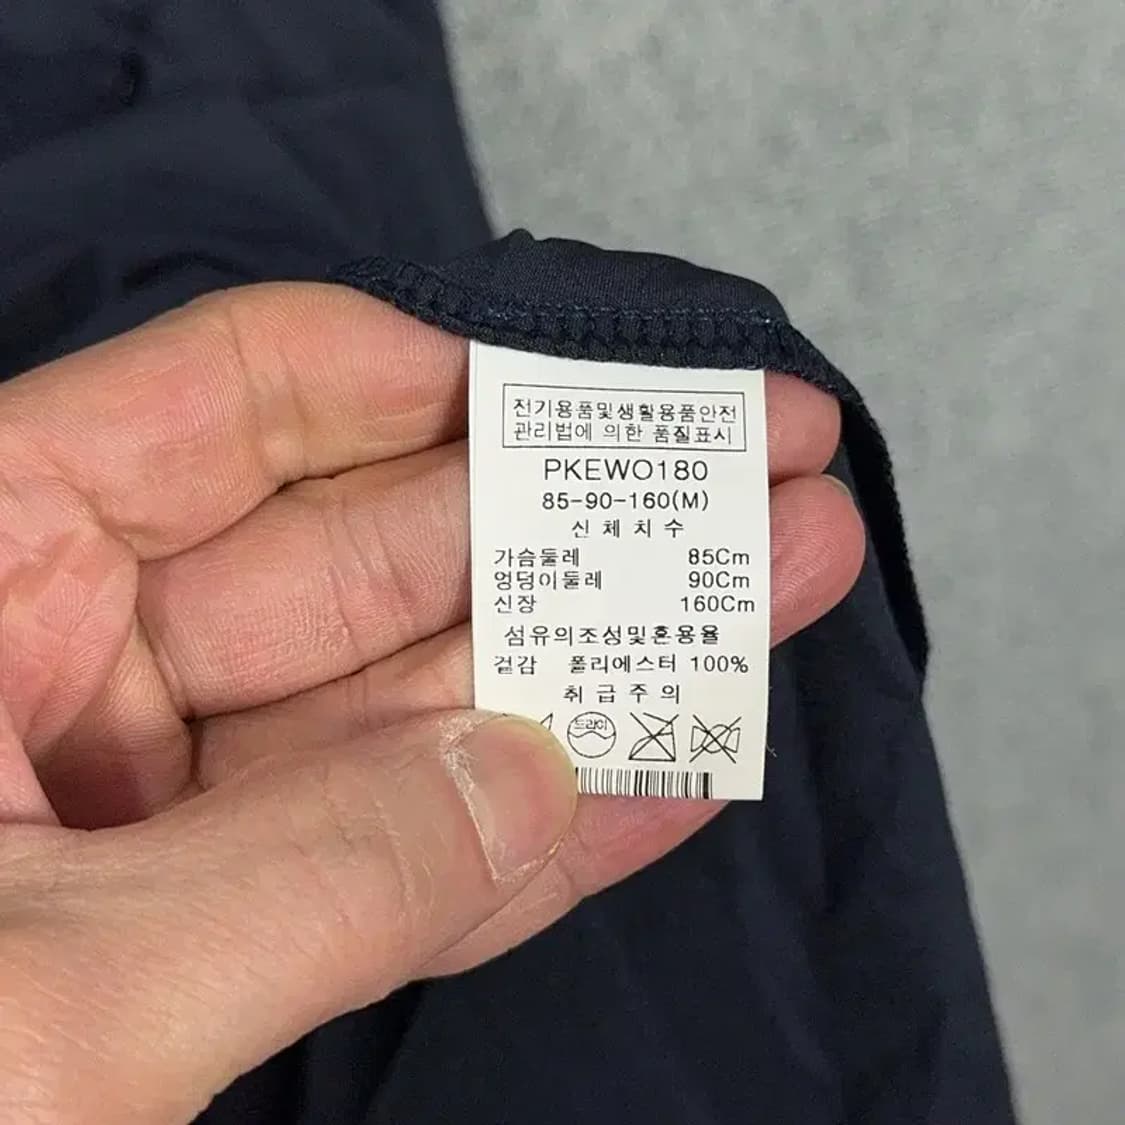 전기용품및생활용품안전
관리법에 의한 품질표시
PKEWO180
85-90-160(M)
신체치수
가슴둘레 85Cm
엉덩이둘레 90Cm
신장 160Cm
섬유의조성및혼용율
겉감 폴리에스터 100%
취급주의
드라이